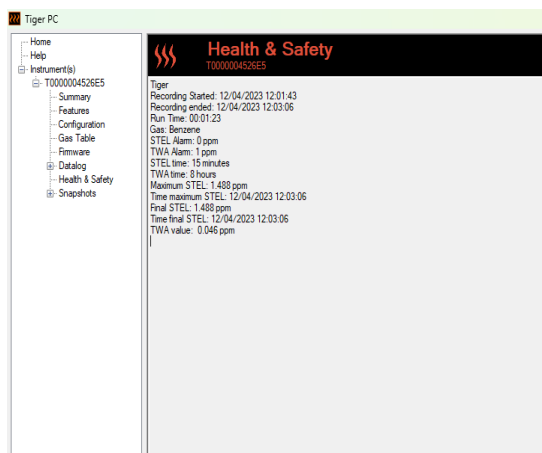 Tiger PC
Home
Help
Instrument(s)
T0000004526E5
Summary
Features
Configuration
Gas Table
Firmware
Datalog
Health & Safety
Snapshots
Health & Safety
T0000004526E5
Tiger
Recording Started: 12/04/2023 12:01:43
Recording ended: 12/04/2023 12:03:06
Run Time: 00:01:23
Gas: Benzene
STEL Alarm: 0 ppm
TWA Alarm: 1 ppm
STEL time: 15 minutes
TWA time: 8 hours
Maximum STEL: 1.488 ppm
Time maximum STEL: 12/04/2023 12:03:06
Final STEL: 1.488 ppm
Time final STEL: 12/04/2023 12:03:06
TWA value: 0.046 ppm